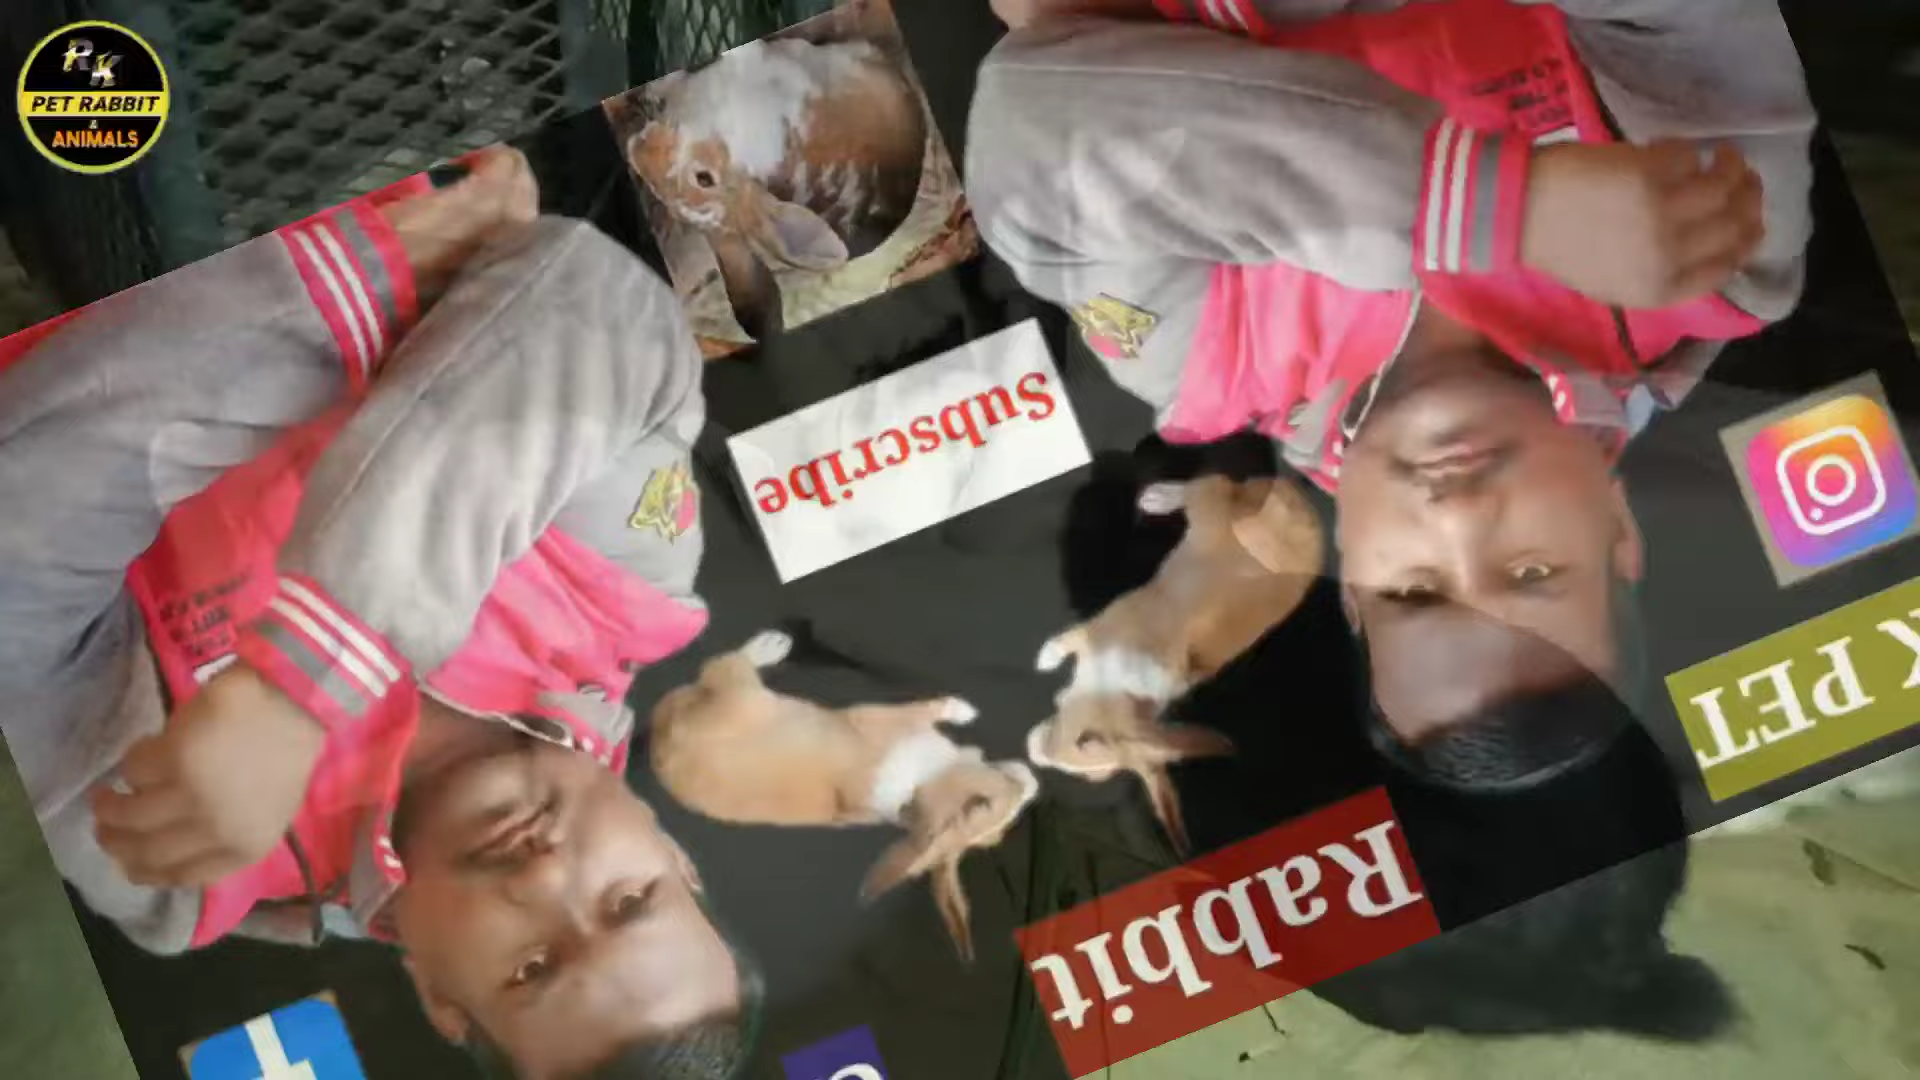 RK
PET RABBIT
&
ANIMALS
Subscribe
K PET
Rabbit